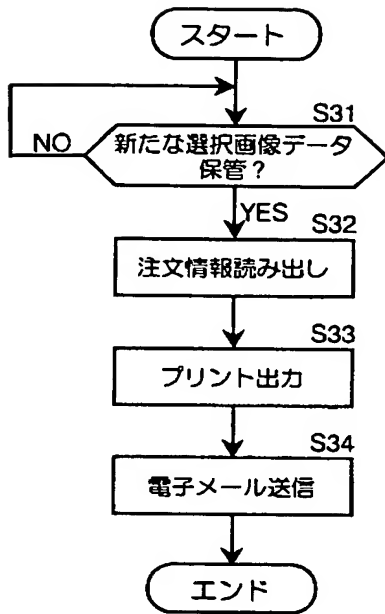 スタート
S31
NO
新たな選択画像データ
保管？
YES
S32
注文情報読み出し
S33
プリント出力
S34
電子メール送信
エンド